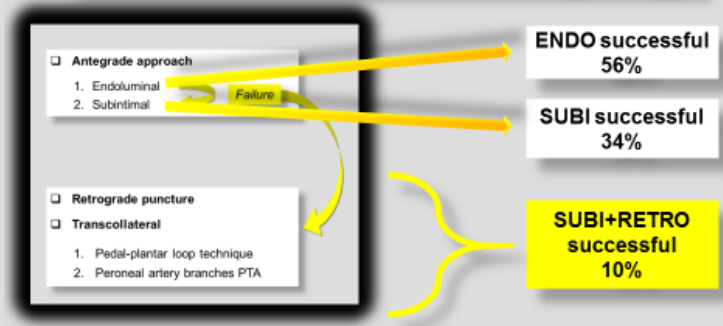 ❑ Antegrade approach
1. Endoluminal
2. Subintimal
Failure
❑ Retrograde puncture
❑ Transcollateral
1. Pedal-plantar loop technique
2. Peroneal artery branches PTA
ENDO successful
56%
SUBI successful
34%
SUBI+RETRO
successful
10%